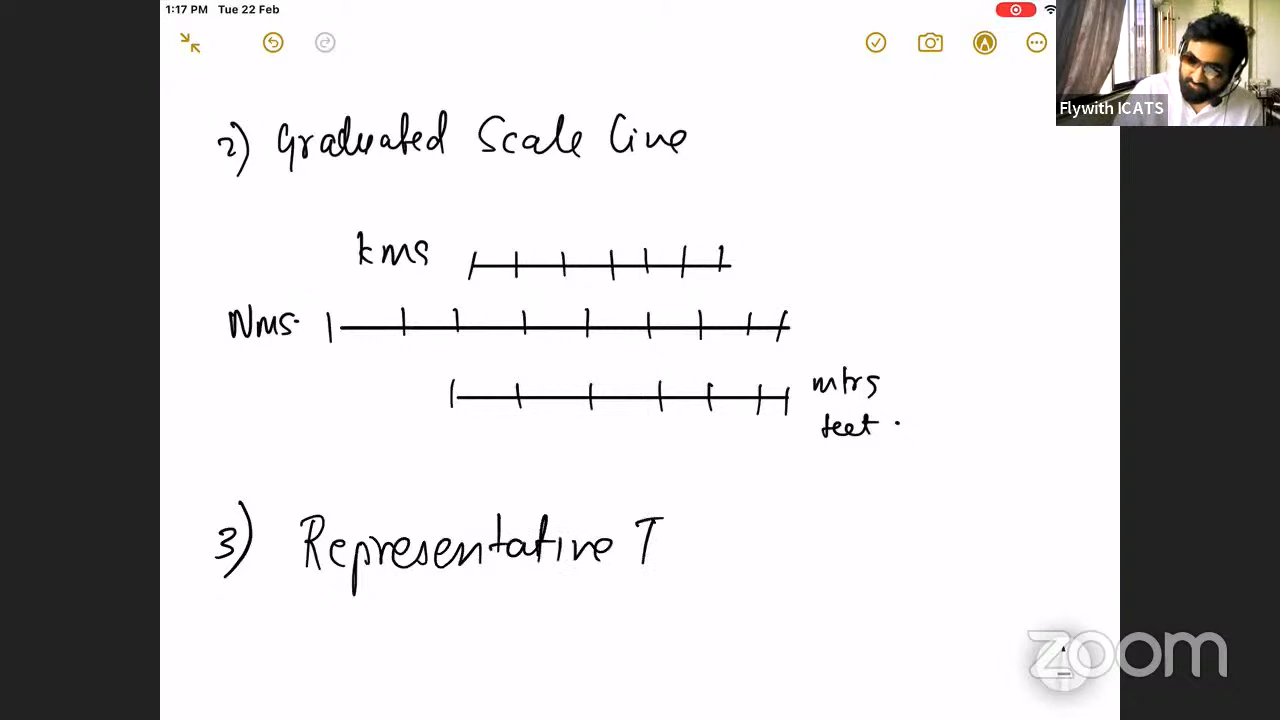 1:17 PM Tue 22 Feb
Flywith ICATS
2) Graduated Scale Line
kms
Nms.
mtrs
feet.
3) Representative T
zoom